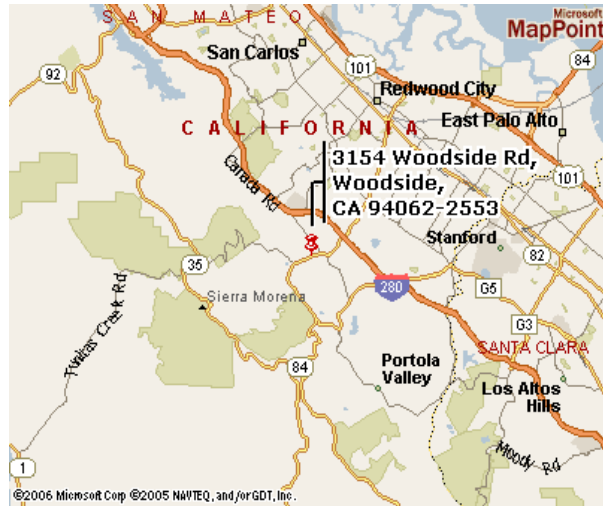 SAN MATEO
Microsoft
MapPoint
San Carlos
92
101
84
Redwood City
CALIFORNIA
East Palo Alto
Canada Rd
3154 Woodside Rd,
Woodside,
CA 94062-2553
101
Stanford
82
35
280
G5
Sierra Morena
Tunitas Creek Rd
G3
SANTA CLARA
84
Portola
Valley
Los Altos
Hills
Moody Rd
1
©2006 Microsoft Corp ©2005 NAVTEQ, and/or GDT, Inc.